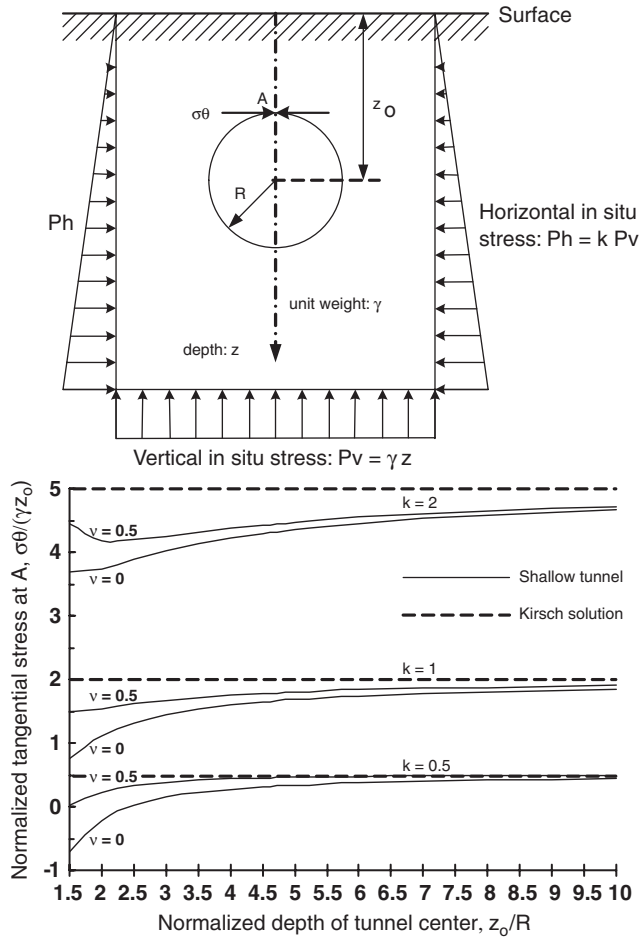 Surface
A
σθ
z o
R
Ph
Horizontal in situ
stress: Ph = k Pv
unit weight: γ
depth: z
Vertical in situ stress: Pv = γ z
Normalized tangential stress at A, σθ/(γzo)
5
4
3
2
1
0
-1
k = 2
ν = 0.5
ν = 0
Shallow tunnel
Kirsch solution
k = 1
ν = 0.5
ν = 0
k = 0.5
ν = 0.5
ν = 0
1.5 2 2.5 3 3.5 4 4.5 5 5.5 6 6.5 7 7.5 8 8.5 9 9.5 10
Normalized depth of tunnel center, zo/R